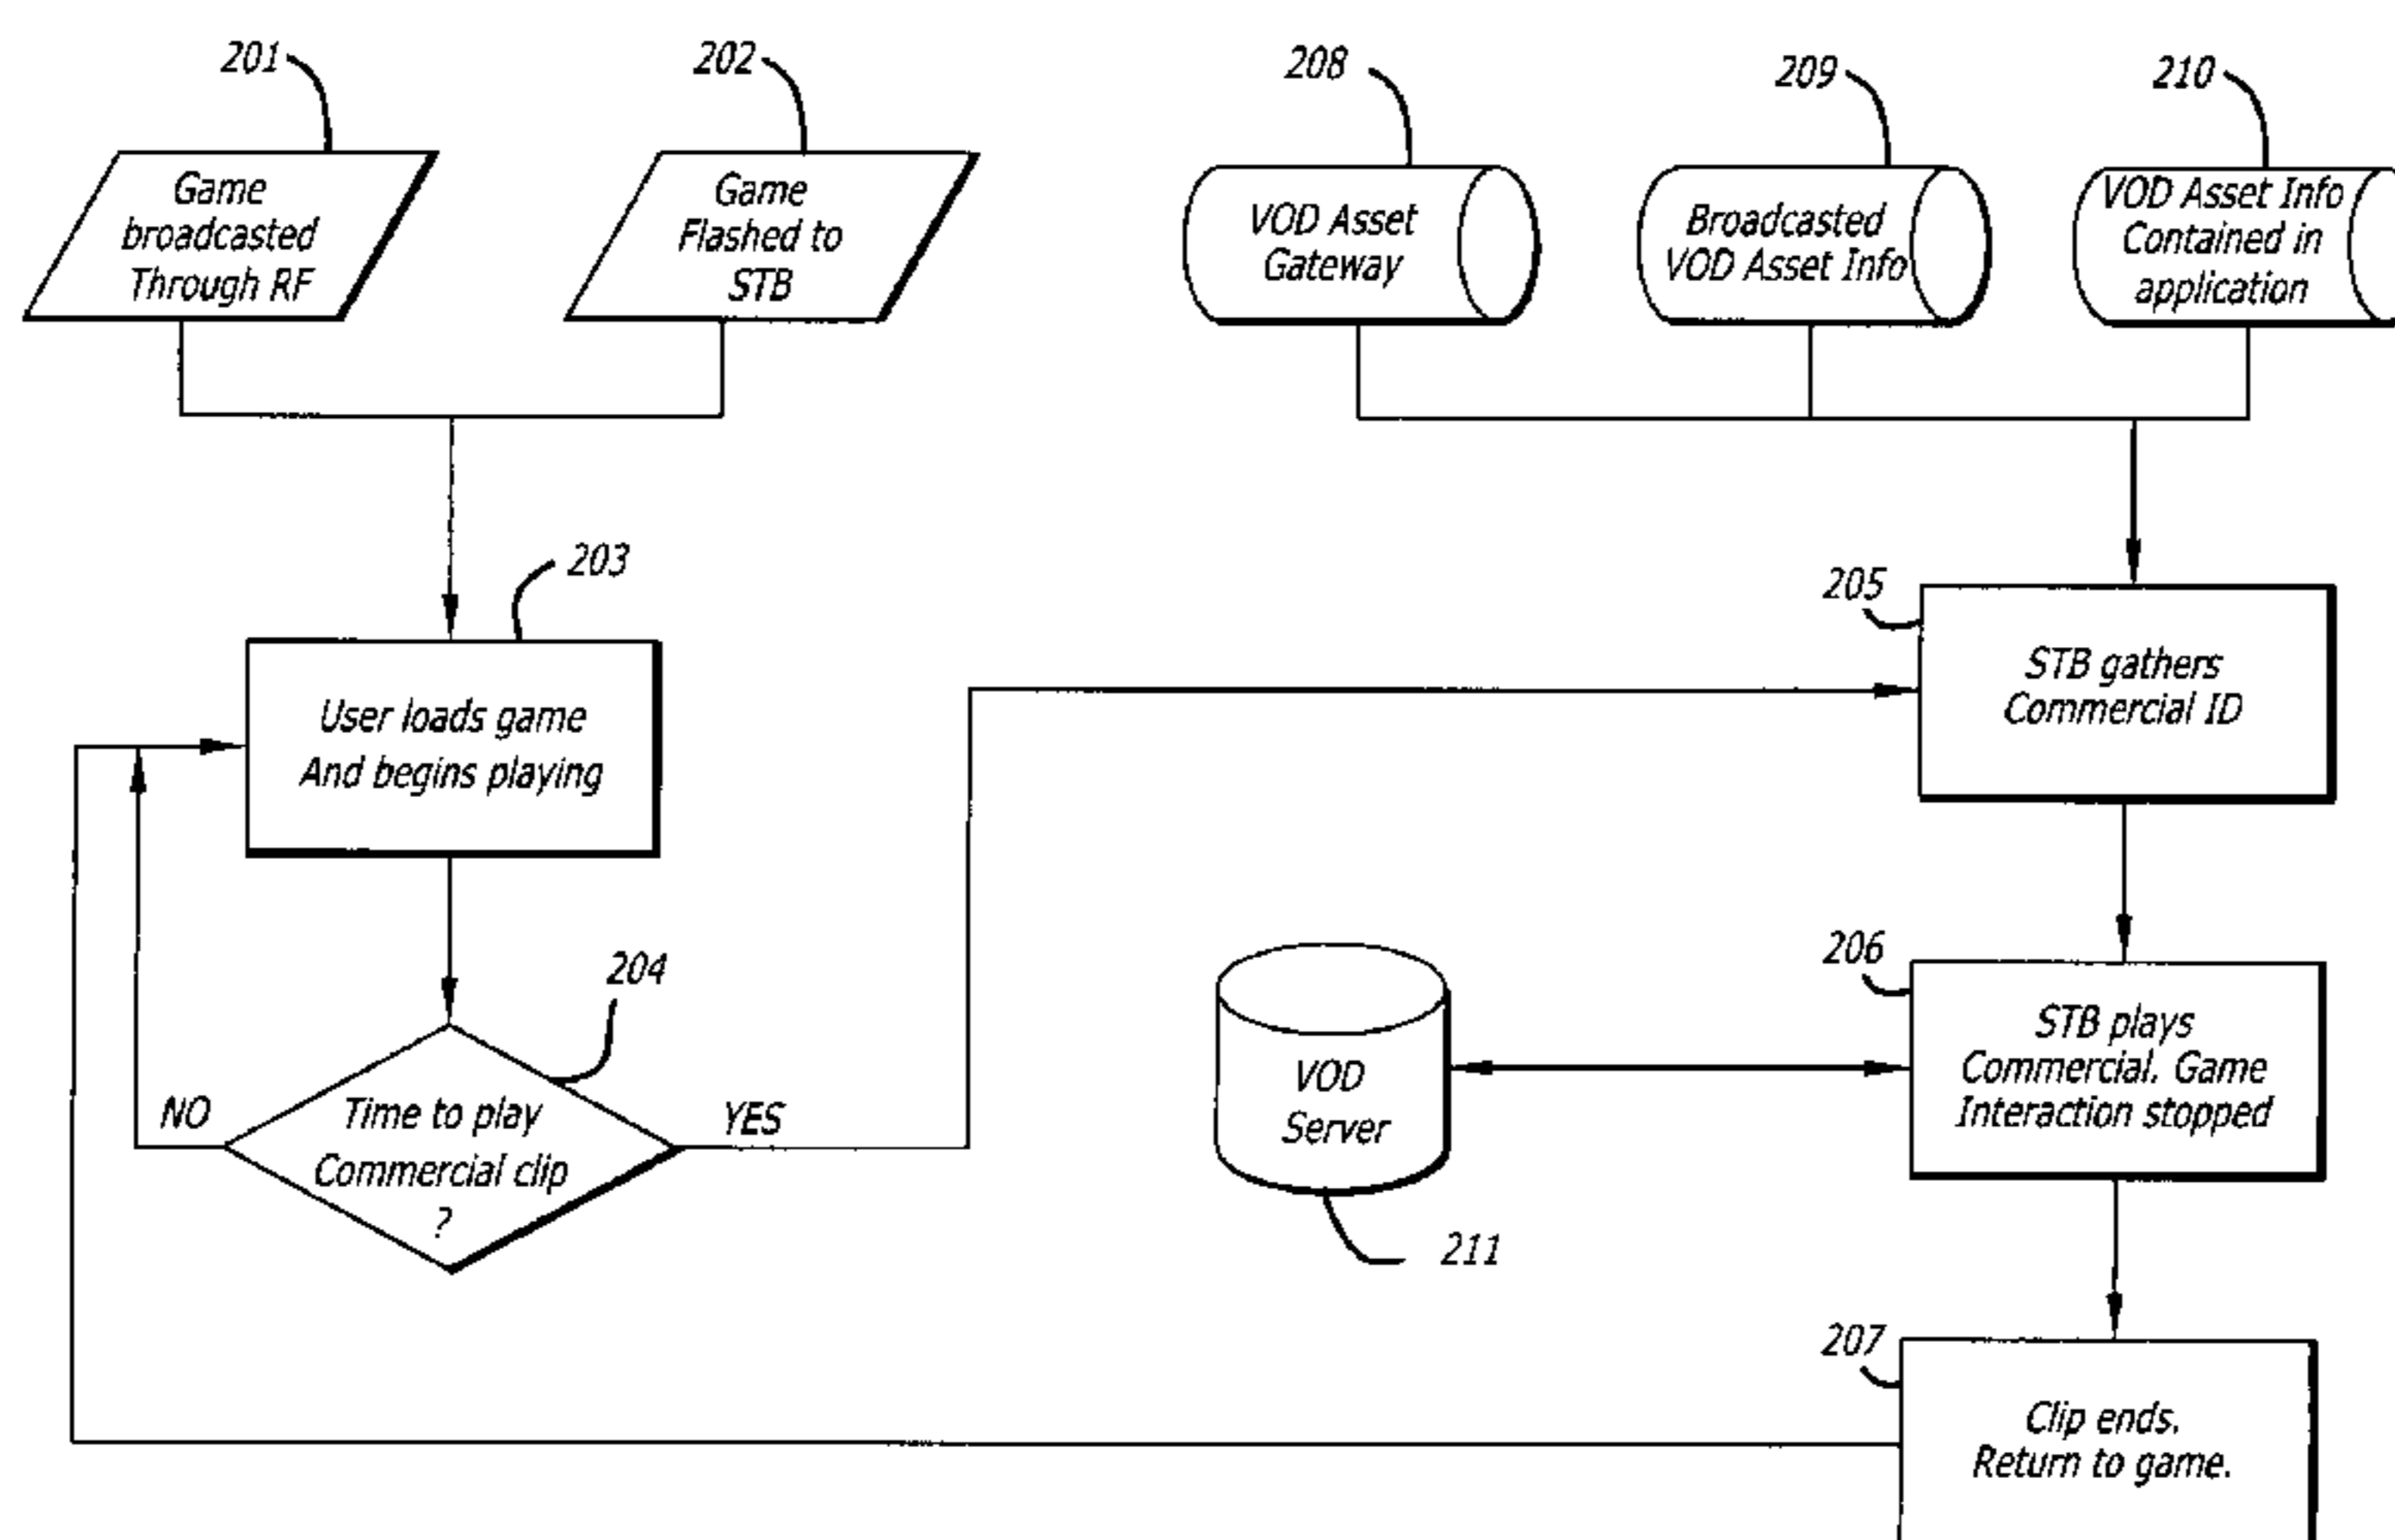 201
202
208
209
210
Game
broadcasted
Through RF
Game
Flashed to
STB
VOD Asset
Gateway
Broadcasted
VOD Asset Info
VOD Asset Info
Contained in
application
203
User loads game
And begins playing
205
STB gathers
Commercial ID
204
NO
Time to play
Commercial clip
?
YES
206
STB plays
Commercial. Game
Interaction stopped
VOD
Server
211
207
Clip ends.
Return to game.